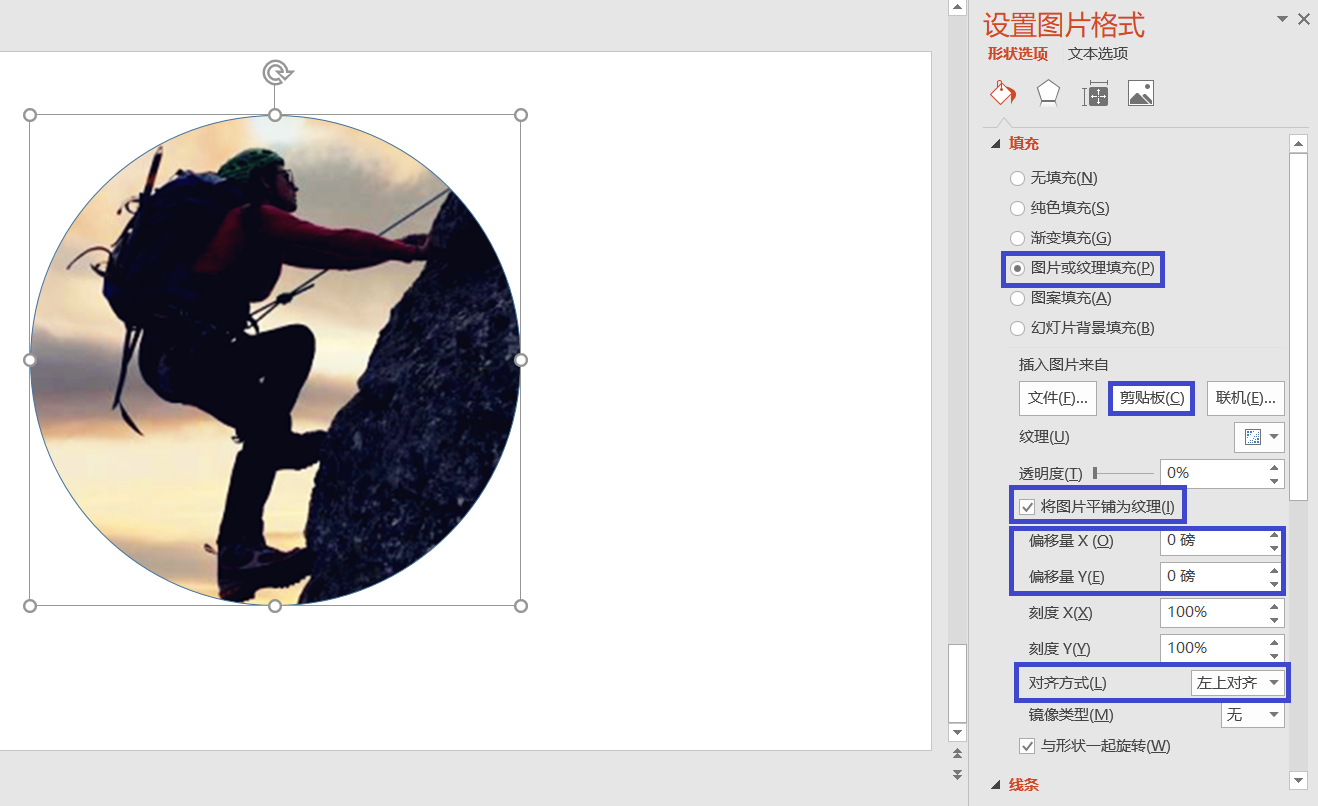 设置图片格式
形状选项 文本选项
填充
无填充(N)
纯色填充(S)
渐变填充(G)
图片或纹理填充(P)
图案填充(A)
幻灯片背景填充(B)
插入图片来自
文件(F)... 剪贴板(C) 联机(E)...
纹理(U)
透明度(T) 0%
将图片平铺为纹理(I)
偏移量 X (O) 0 磅
偏移量 Y(E) 0 磅
刻度 X(X) 100%
刻度 Y(Y) 100%
对齐方式(L) 左上对齐
镜像类型(M) 无
与形状一起旋转(W)
线条